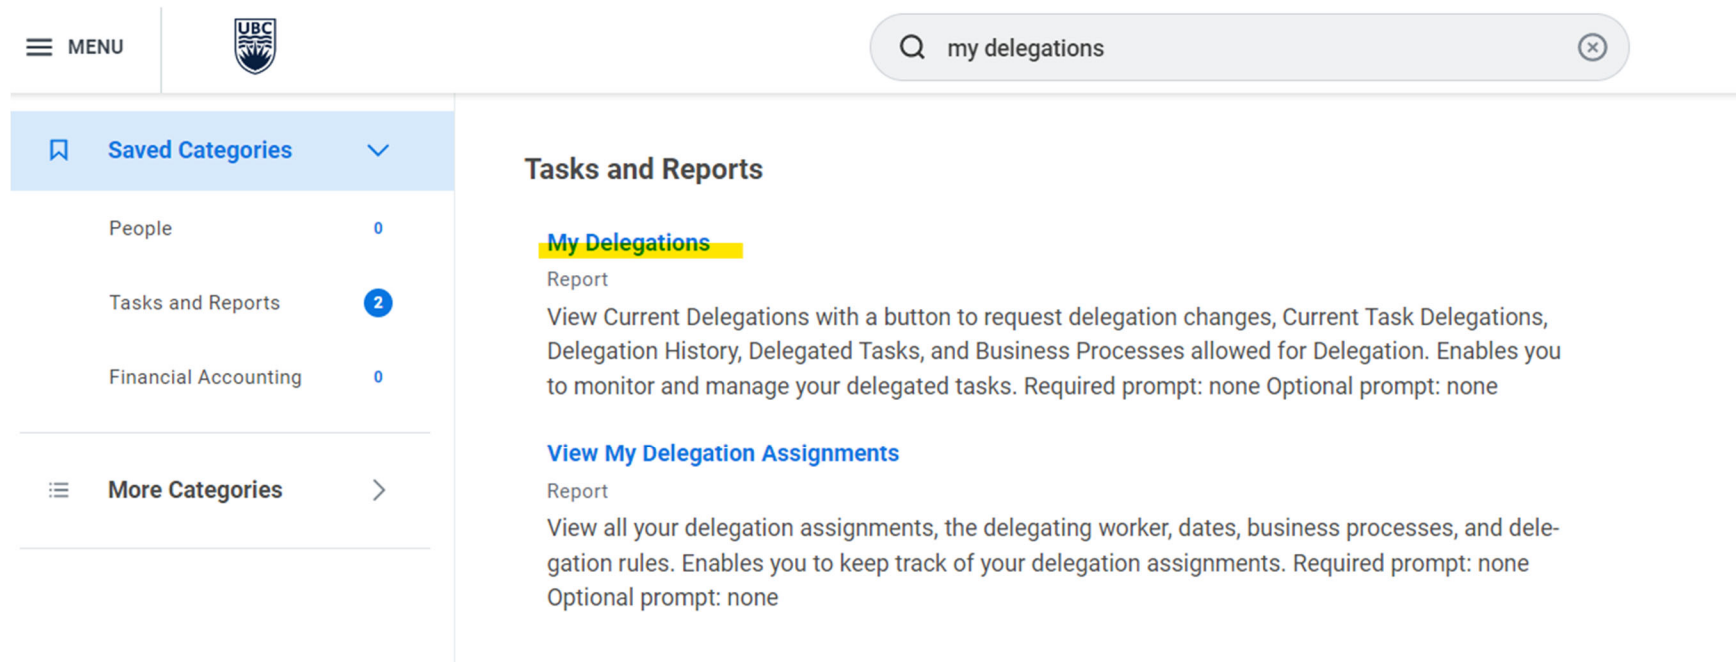 MENU
UBC
my delegations
Saved Categories
People 0
Tasks and Reports 2
Financial Accounting 0
More Categories
Tasks and Reports
My Delegations
Report
View Current Delegations with a button to request delegation changes, Current Task Delegations,
Delegation History, Delegated Tasks, and Business Processes allowed for Delegation. Enables you
to monitor and manage your delegated tasks. Required prompt: none Optional prompt: none
View My Delegation Assignments
Report
View all your delegation assignments, the delegating worker, dates, business processes, and dele-
gation rules. Enables you to keep track of your delegation assignments. Required prompt: none
Optional prompt: none